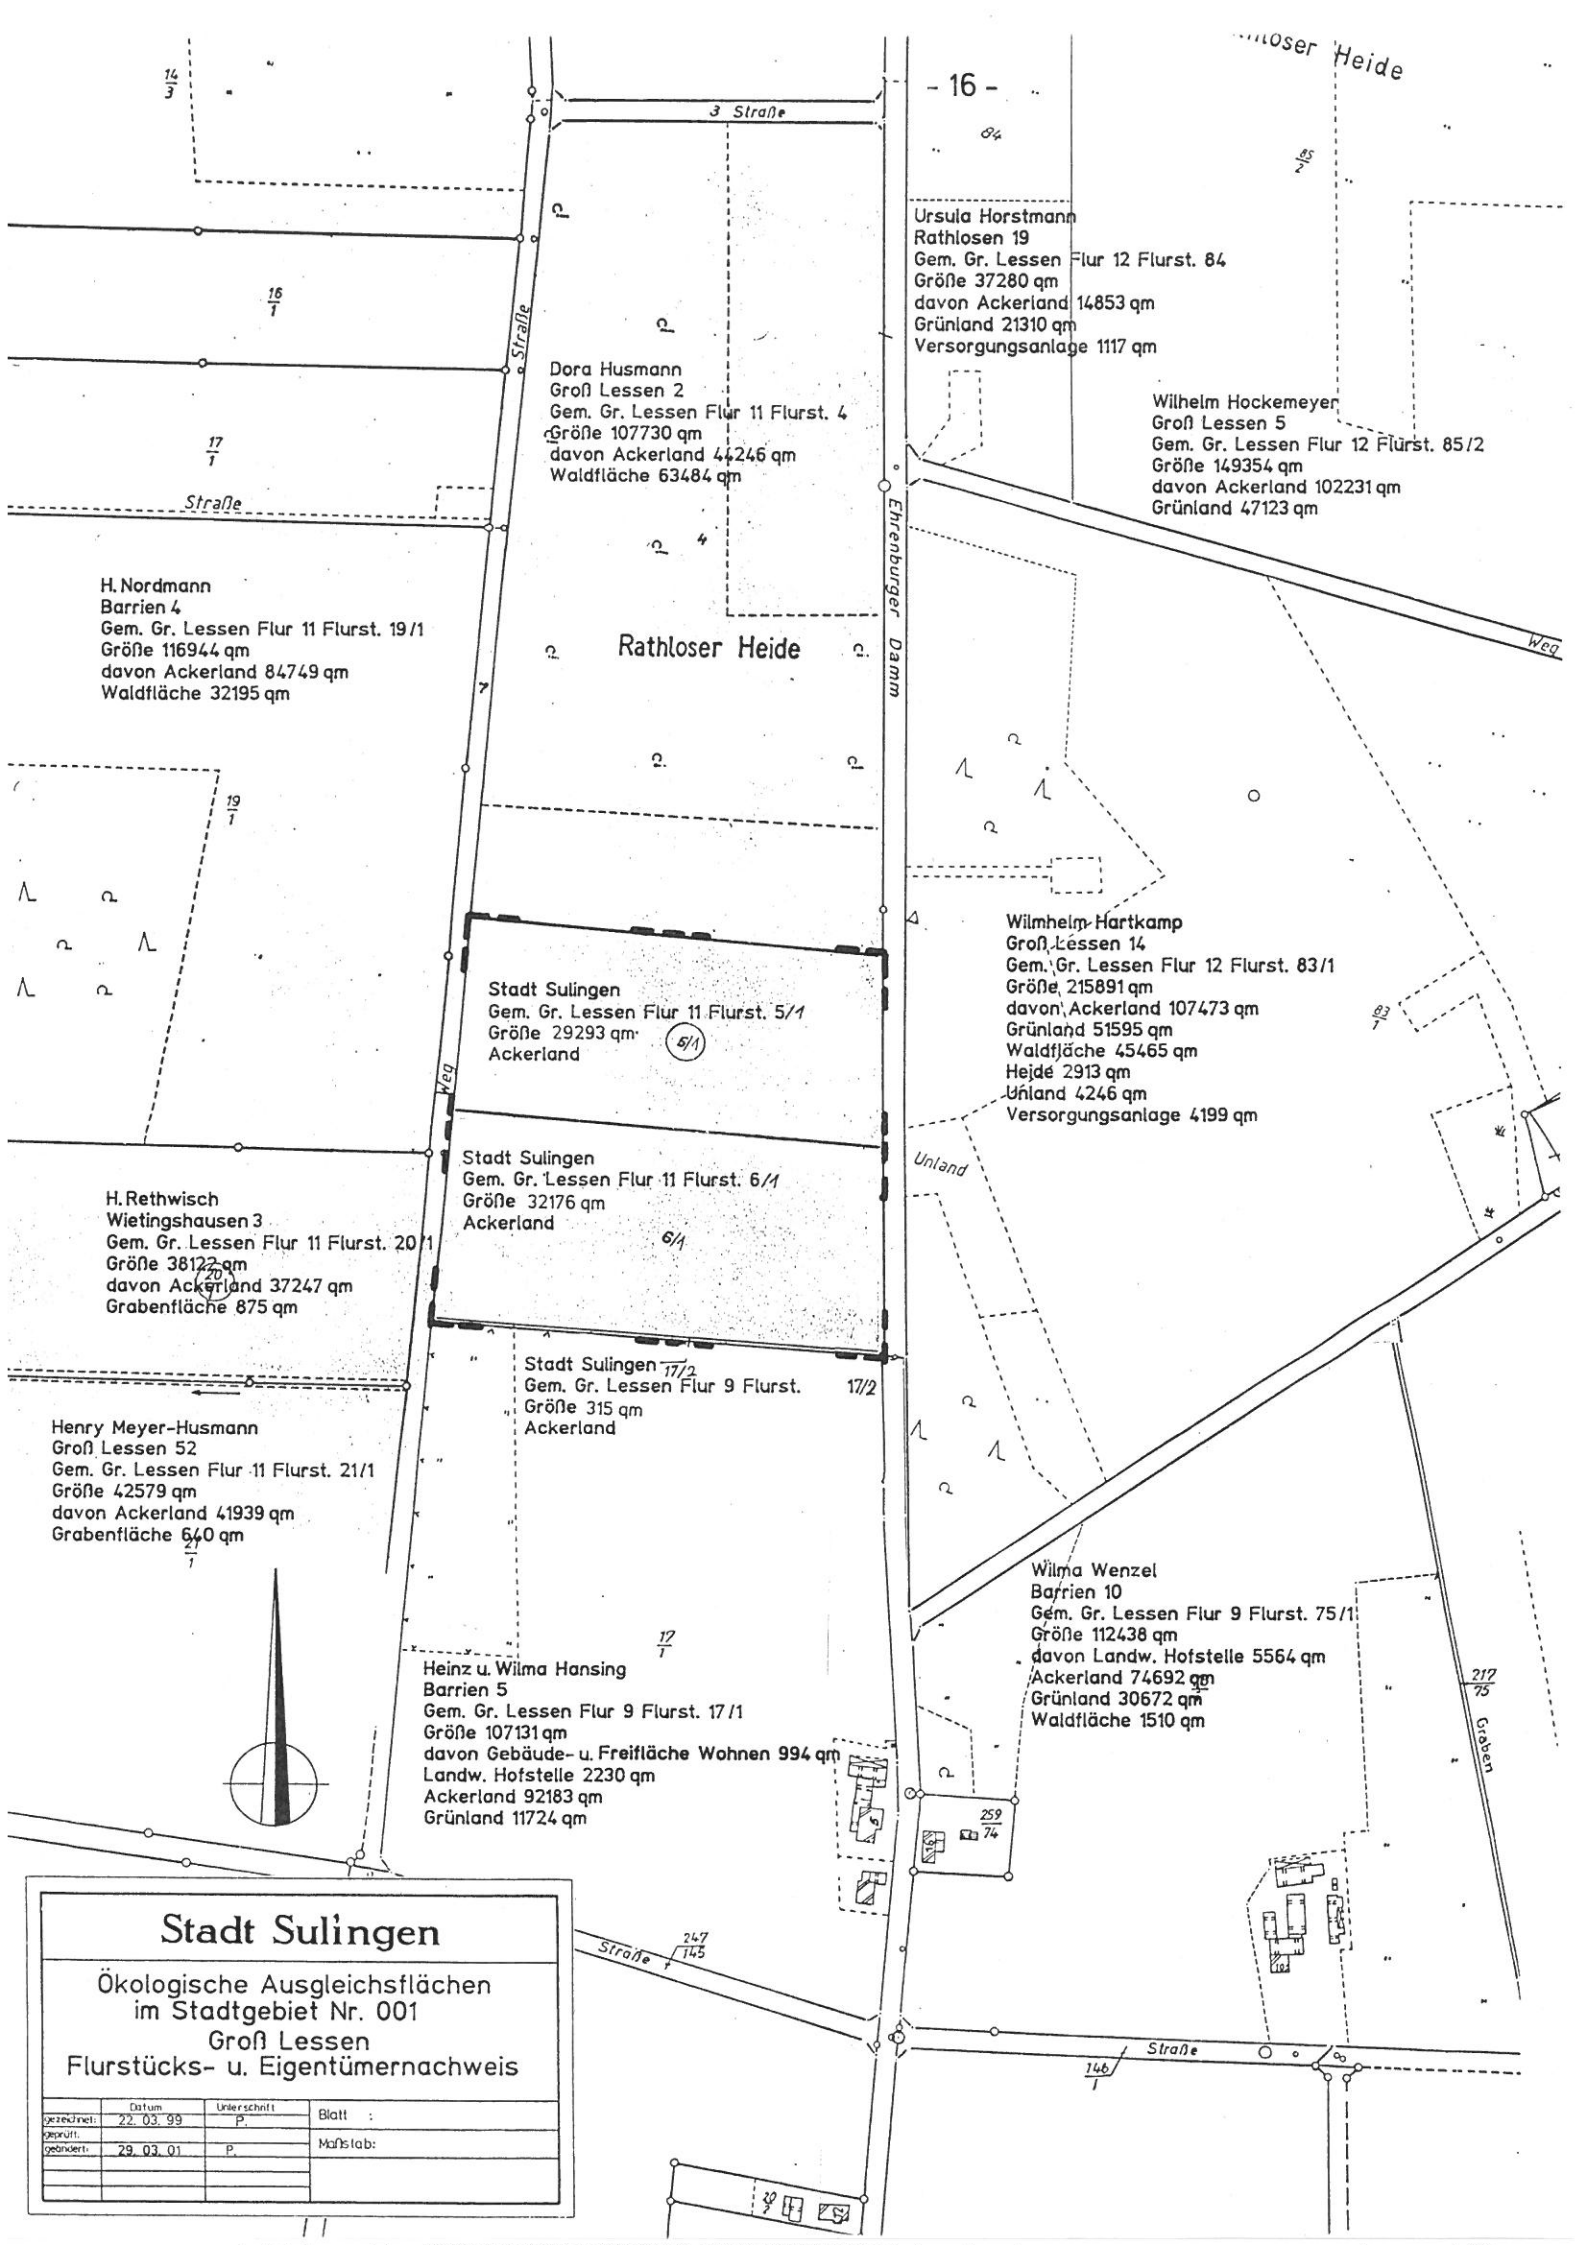 14
3
3 Straße
- 16 -
84
Heide
85
2
16
1
Straße
17
1
Straße
Ursula Horstmann
Rathlosen 19
Gem. Gr. Lessen Flur 12 Flurst. 84
Größe 37280 qm
davon Ackerland 14853 qm
Grünland 21310 qm
Versorgungsanlage 1117 qm
Dora Husmann
Groß Lessen 2
Gem. Gr. Lessen Flur 11 Flurst. 4
Größe 107730 qm
davon Ackerland 44246 qm
Waldfläche 63484 qm
4
Wilhelm Hockemeyer
Groß Lessen 5
Gem. Gr. Lessen Flur 12 Flurst. 85/2
Größe 149354 qm
davon Ackerland 102231 qm
Grünland 47123 qm
Ehrenburger Damm
Weg
H. Nordmann
Barrien 4
Gem. Gr. Lessen Flur 11 Flurst. 19/1
Größe 116944 qm
davon Ackerland 84749 qm
Waldfläche 32195 qm
Rathloser Heide
7
19
1
Stadt Sulingen
Gem. Gr. Lessen Flur 11 Flurst. 5/1
Größe 29293 qm
Ackerland
Weg
Wilmhelm Hartkamp
Groß Lessen 14
Gem. Gr. Lessen Flur 12 Flurst. 83/1
Größe 215891 qm
davon Ackerland 107473 qm
Grünland 51595 qm
Waldfläche 45465 qm
Heide 2913 qm
Unland 4246 qm
Versorgungsanlage 4199 qm
83
1
Unland
Stadt Sulingen
Gem. Gr. Lessen Flur 11 Flurst. 6/1
Größe 32176 qm
Ackerland
6/1
H. Rethwisch
Wietingshausen 3
Gem. Gr. Lessen Flur 11 Flurst. 20/1
Größe 38122 qm
davon Ackerland 37247 qm
Grabenfläche 875 qm
20
Stadt Sulingen
17/2
Gem. Gr. Lessen Flur 9 Flurst. 17/2
Größe 315 qm
Ackerland
Henry Meyer-Husmann
Groß Lessen 52
Gem. Gr. Lessen Flur 11 Flurst. 21/1
Größe 42579 qm
davon Ackerland 41939 qm
Grabenfläche 640 qm
21
1
17
1
Heinz u. Wilma Hansing
Barrien 5
Gem. Gr. Lessen Flur 9 Flurst. 17/1
Größe 107131 qm
davon Gebäude- u. Freifläche Wohnen 994 qm
Landw. Hofstelle 2230 qm
Ackerland 92183 qm
Grünland 11724 qm
Wilma Wenzel
Barrien 10
Gem. Gr. Lessen Flur 9 Flurst. 75/1
Größe 112438 qm
davon Landw. Hofstelle 5564 qm
Ackerland 74692 qm
Grünland 30672 qm
Waldfläche 1510 qm
217
75
Graben
259
74
Straße
247
145
Straße
146
1
20
2
Stadt Sulingen
Ökologische Ausgleichsflächen
im Stadtgebiet Nr. 001
Groß Lessen
Flurstücks- u. Eigentümernachweis
Datum Unterschrift
gezeichnet: 22. 03. 99 P.
geprüft:
geändert: 29. 03. 01 P.
Blatt :
Maßstab: